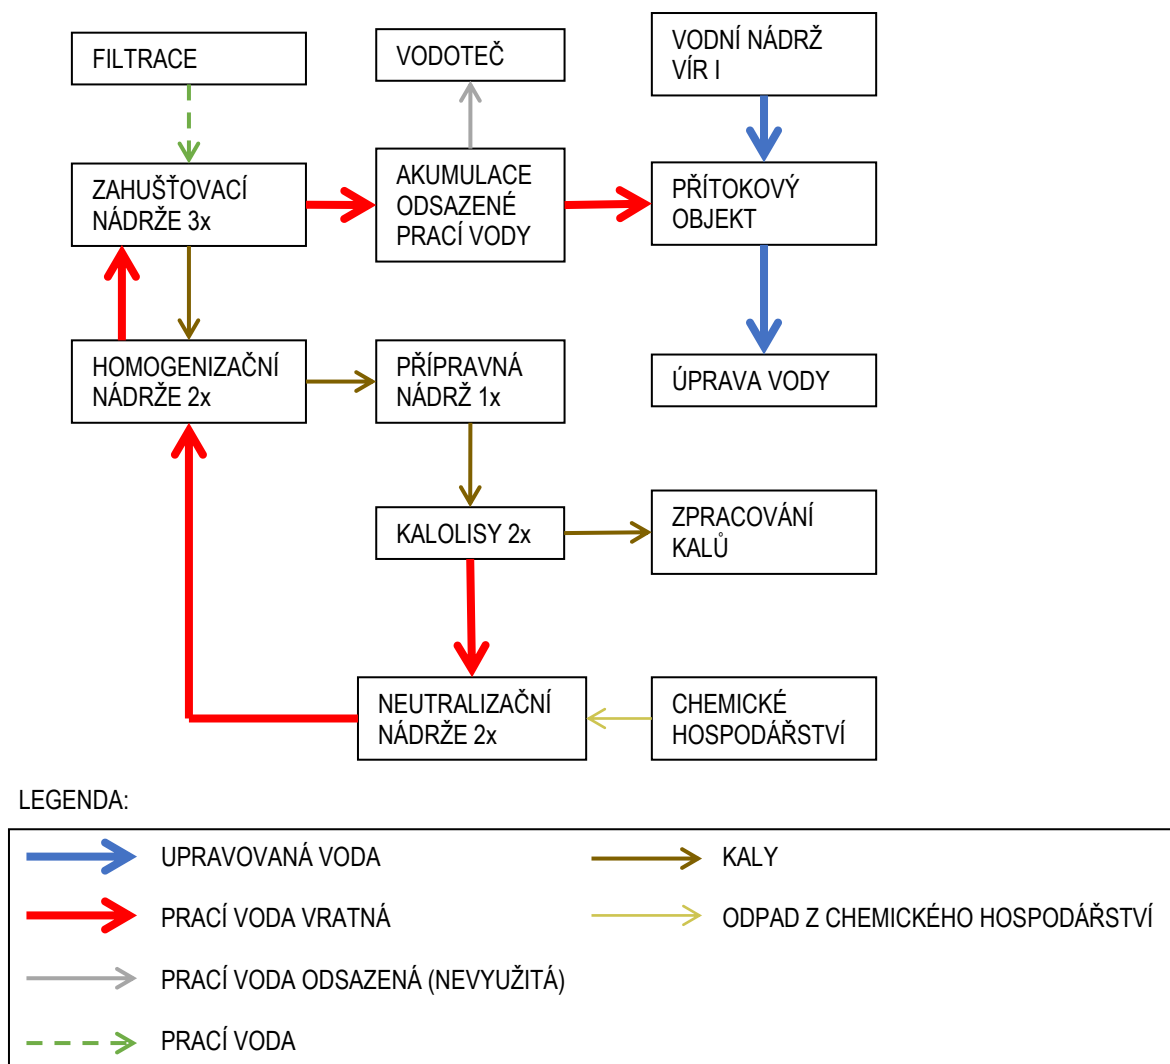 FILTRACE
VODOTEČ
VODNÍ NÁDRŽ
VÍR I
ZAHUŠŤOVACÍ
NÁDRŽE 3x
AKUMULACE
ODSAZENÉ
PRACÍ VODY
PŘÍTOKOVÝ
OBJEKT
HOMOGENIZAČNÍ
NÁDRŽE 2x
PŘÍPRAVNÁ
NÁDRŽ 1x
ÚPRAVA VODY
KALOLISY 2x
ZPRACOVÁNÍ
KALŮ
NEUTRALIZAČNÍ
NÁDRŽE 2x
CHEMICKÉ
HOSPODÁŘSTVÍ
LEGENDA:
UPRAVOVANÁ VODA
PRACÍ VODA VRATNÁ
PRACÍ VODA ODSAZENÁ (NEVYUŽITÁ)
PRACÍ VODA
KALY
ODPAD Z CHEMICKÉHO HOSPODÁŘSTVÍ